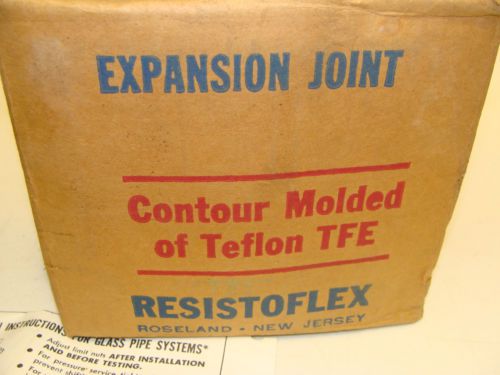 EXPANSION JOINT
Contour Molded
of Teflon TFE
RESISTOFLEX
ROSELAND • NEW JERSEY
INSTRUCTIONS FOR GLASS PIPE SYSTEMS*
• Adjust limit nuts AFTER INSTALLATION
AND BEFORE TESTING.
• For pressure service
prevent